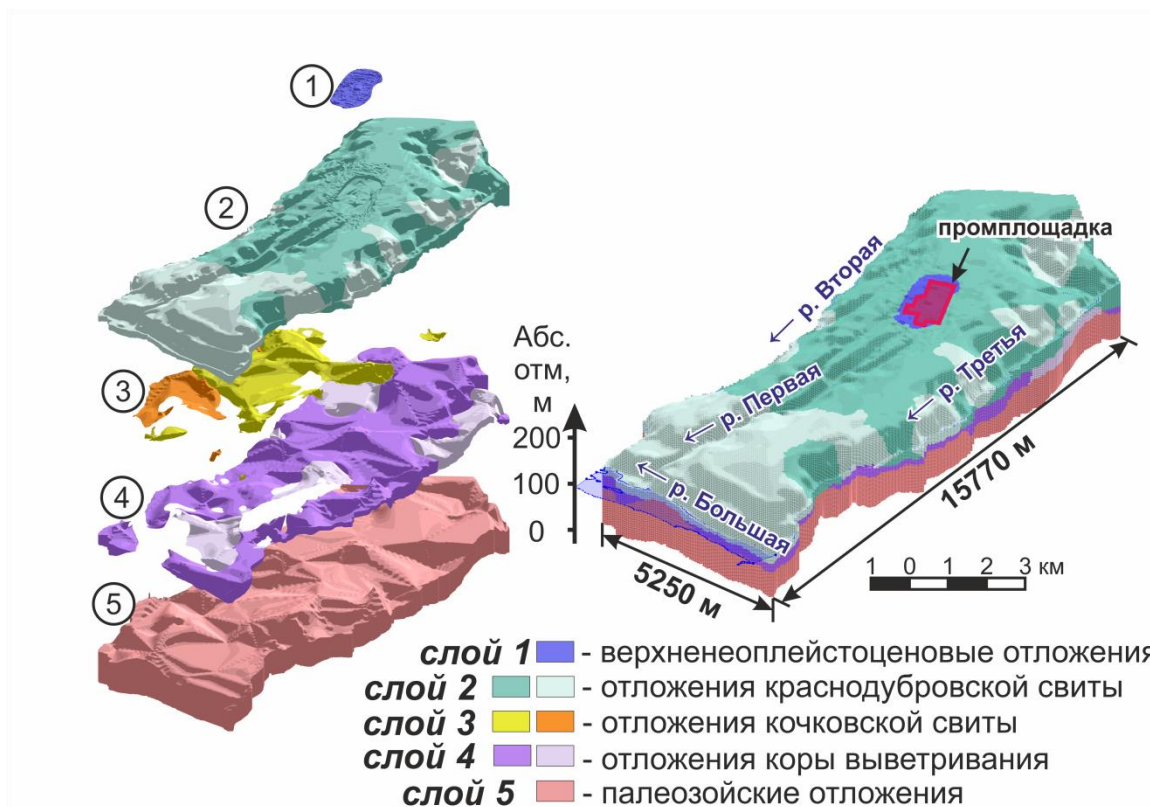 1
2
3
4
5
Абс.
отм,
м
200
100
0
промплощадка
← р. Вторая
← р. Первая
← р. Третья
← р. Большая
5250 м
15770 м
1 0 1 2 3 км
слой 1 - верхненеоплейстоценовые отложения
слой 2 - отложения краснодубровской свиты
слой 3 - отложения кочковской свиты
слой 4 - отложения коры выветривания
слой 5 - палеозойские отложения